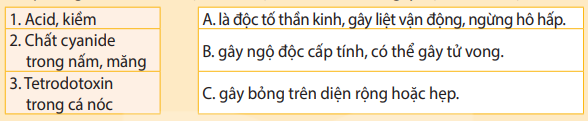 1. Acid, kiềm
2. Chất cyanide
trong nấm, măng
3. Tetrodotoxin
trong cá nóc
A. là độc tố thần kinh, gây liệt vận động, ngừng hô hấp.
B. gây ngộ độc cấp tính, có thể gây tử vong.
C. gây bỏng trên diện rộng hoặc hẹp.